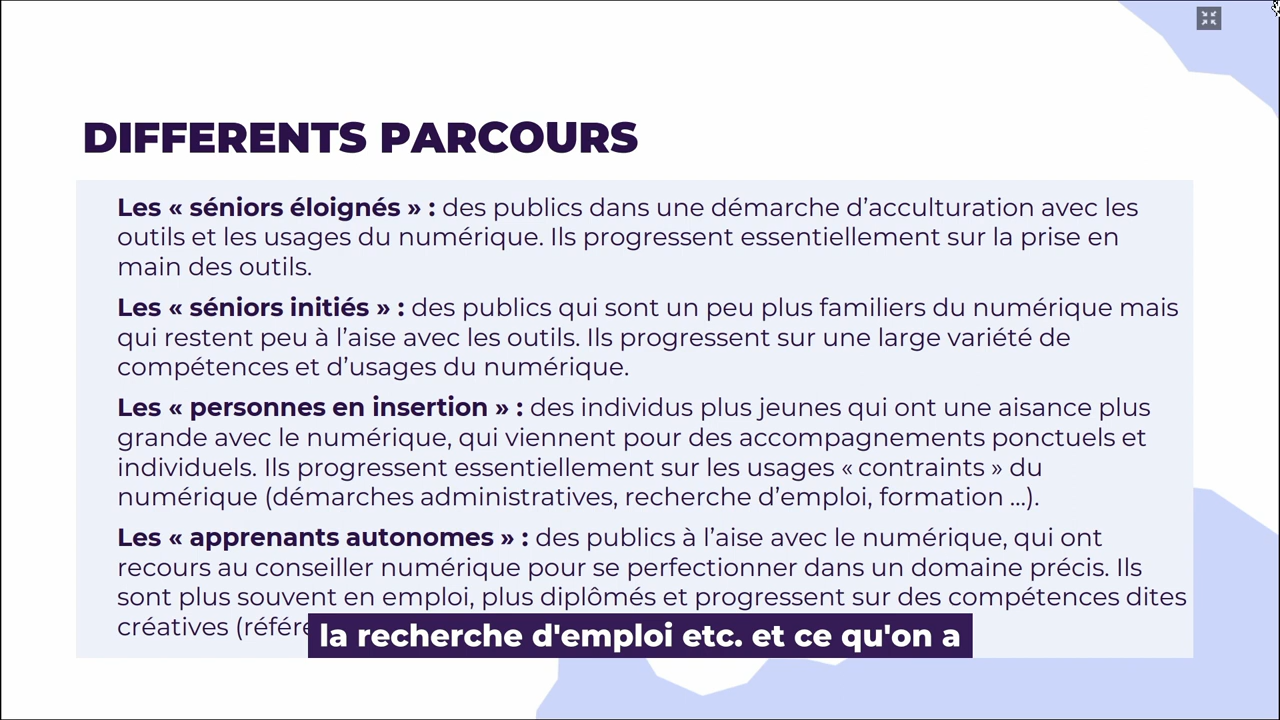 DIFFERENTS PARCOURS
Les « séniors éloignés » : des publics dans une démarche d’acculturation avec les
outils et les usages du numérique. Ils progressent essentiellement sur la prise en
main des outils.
Les « séniors initiés » : des publics qui sont un peu plus familiers du numérique mais
qui restent peu à l’aise avec les outils. Ils progressent sur une large variété de
compétences et d’usages du numérique.
Les « personnes en insertion » : des individus plus jeunes qui ont une aisance plus
grande avec le numérique, qui viennent pour des accompagnements ponctuels et
individuels. Ils progressent essentiellement sur les usages « contraints » du
numérique (démarches administratives, recherche d’emploi, formation ...).
Les « apprenants autonomes » : des publics à l’aise avec le numérique, qui ont
recours au conseiller numérique pour se perfectionner dans un domaine précis. Ils
sont plus souvent en emploi, plus diplômés et progressent sur des compétences dites
créatives
la recherche d'emploi etc. et ce qu'on a